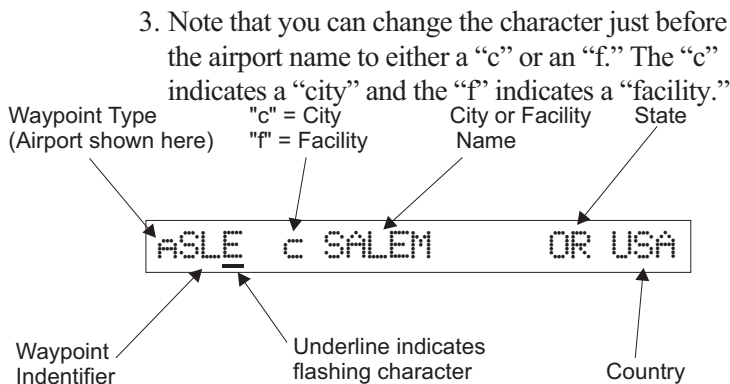 3. Note that you can change the character just before
the airport name to either a “c” or an “f.” The “c”
indicates a “city” and the “f” indicates a “facility.”
Waypoint Type
(Airport shown here)
"c" = City
"f" = Facility
City or Facility
Name
State
aSLE c SALEM OR USA
Waypoint
Indentifier
Underline indicates
flashing character
Country